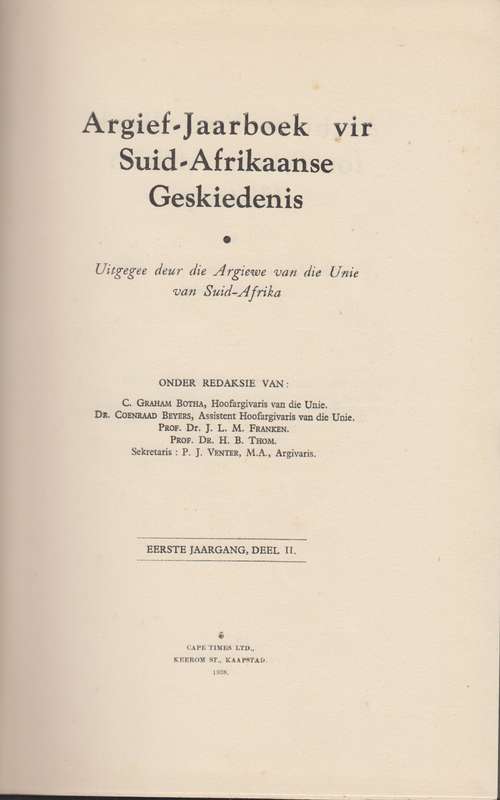 Argief-Jaarboek vir
Suid-Afrikaanse
Geskiedenis
•
Uitgegee deur die Argiewe van die Unie
van Suid-Afrika
ONDER REDAKSIE VAN :
C. GRAHAM BOTHA, Hoofargivaris van die Unie.
DR. COENRAAD BEYERS, Assistent Hoofargivaris van die Unie.
PROF. DR. J. L. M. FRANKEN.
PROF. DR. H. B. THOM.
Sekretaris : P. J. VENTER, M.A., Argivaris.
EERSTE JAARGANG, DEEL II.
CAPE TIMES LTD.,
KEEROM ST., KAAPSTAD.
1938.